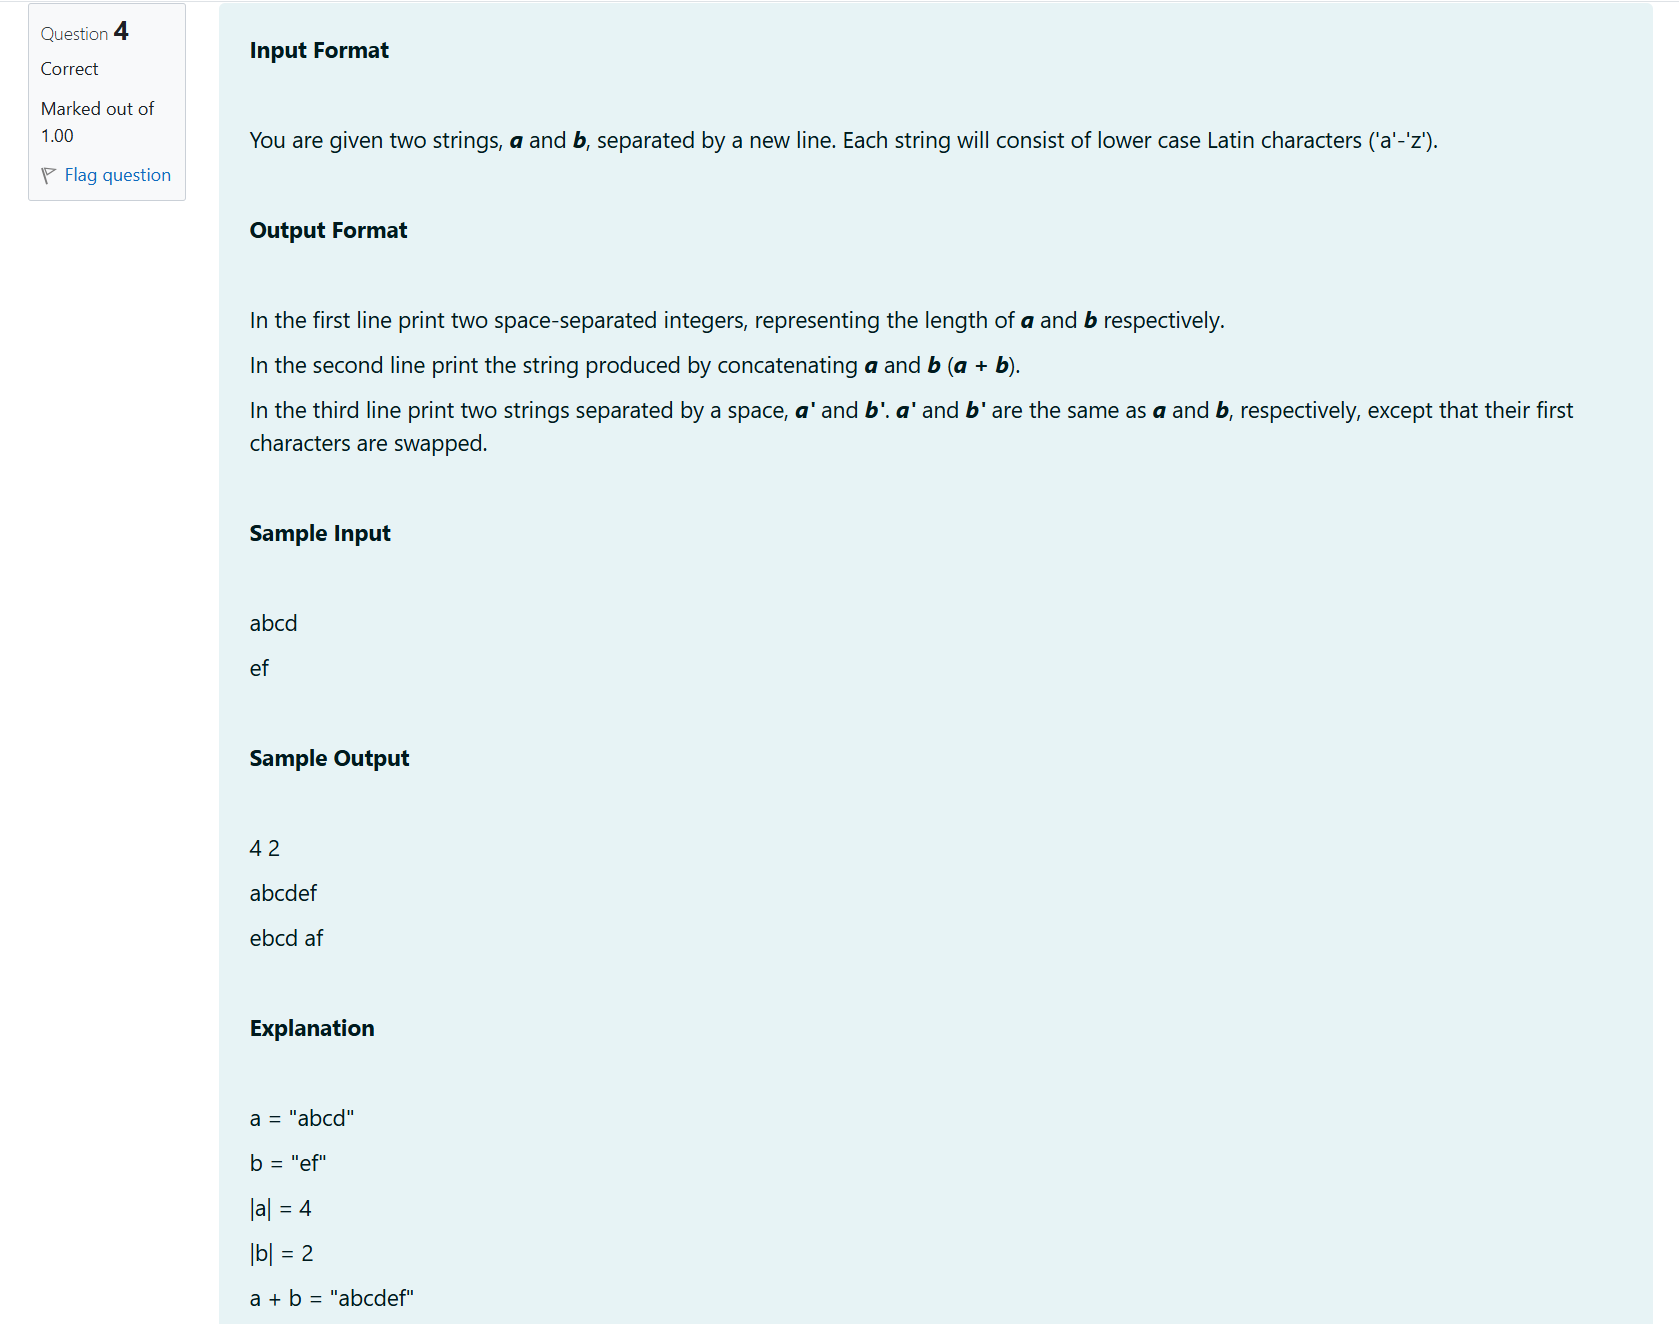 Question 4
Correct
Marked out of
1.00
Flag question
Input Format
You are given two strings, a and b, separated by a new line. Each string will consist of lower case Latin characters ('a'-'z').
Output Format
In the first line print two space-separated integers, representing the length of a and b respectively.
In the second line print the string produced by concatenating a and b (a + b).
In the third line print two strings separated by a space, a' and b'. a' and b' are the same as a and b, respectively, except that their first
characters are swapped.
Sample Input
abcd
ef
Sample Output
4 2
abcdef
ebcd af
Explanation
a = "abcd"
b = "ef"
|a| = 4
|b| = 2
a + b = "abcdef"